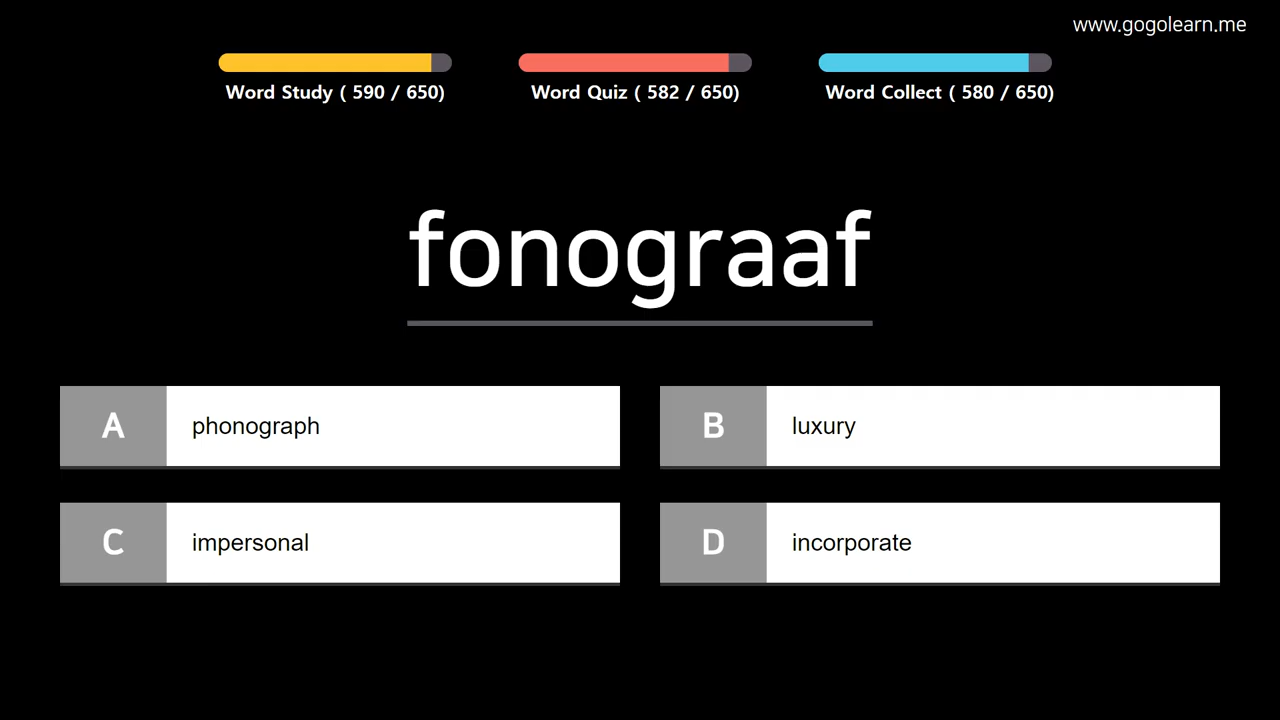 www.gogolearn.me
Word Study ( 590 / 650)
Word Quiz ( 582 / 650)
Word Collect ( 580 / 650)
fonograaf
A phonograph
B luxury
C impersonal
D incorporate